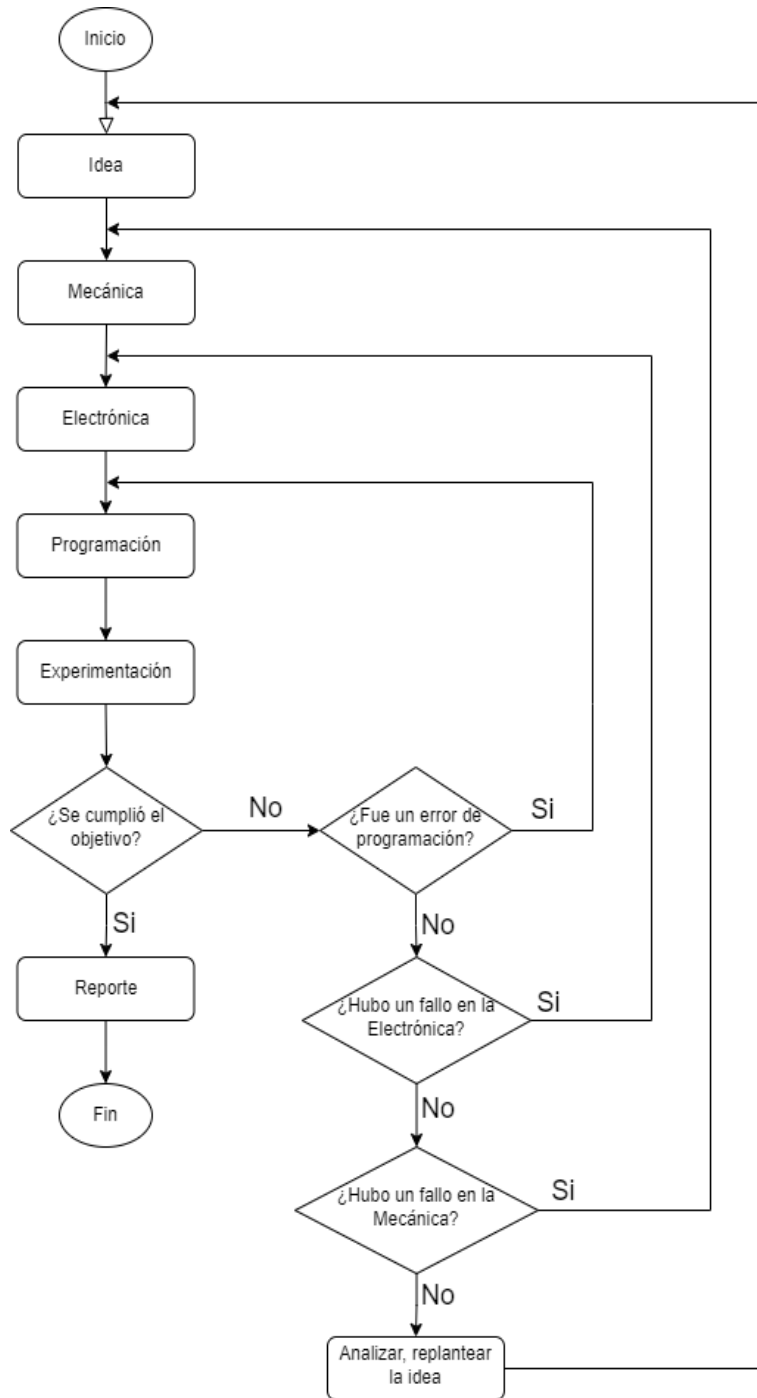 Inicio
Idea
Mecánica
Electrónica
Programación
Experimentación
¿Se cumplió el
objetivo?
No
¿Fue un error de
programación?
Si
Si
No
Reporte
¿Hubo un fallo en la
Electrónica?
Si
Fin
No
¿Hubo un fallo en la
Mecánica?
Si
No
Analizar, replantear
la idea